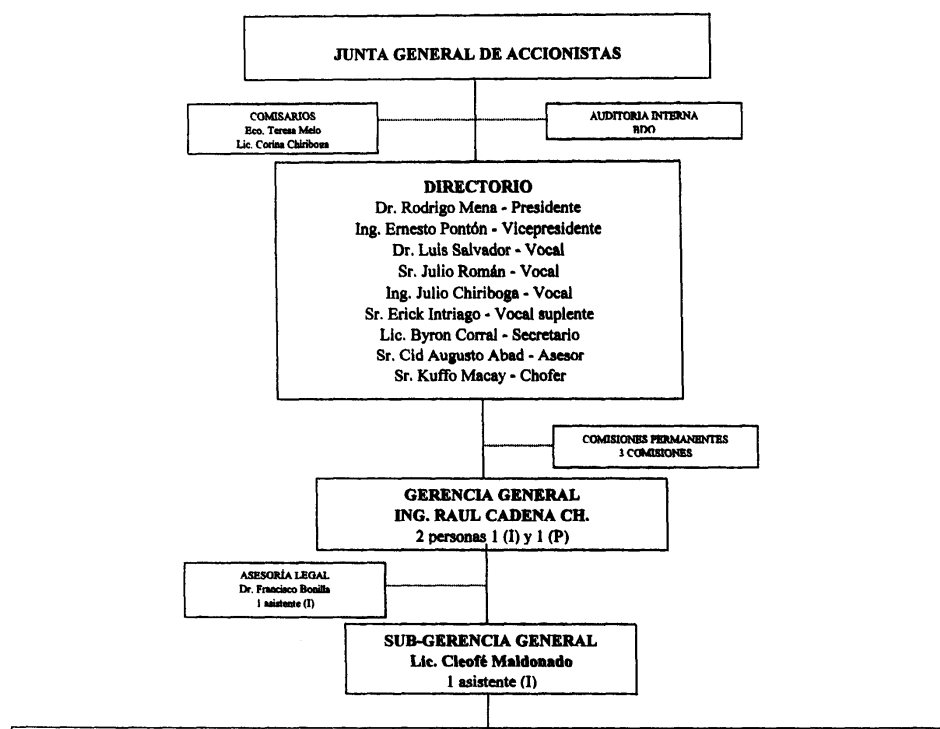 JUNTA GENERAL DE ACCIONISTAS
COMISARIOS
Eco. Teresa Melo
Lic. Corina Chiriboga
AUDITORIA INTERNA
BDO
DIRECTORIO
Dr. Rodrigo Mena - Presidente
Ing. Ernesto Pontón - Vicepresidente
Dr. Luis Salvador - Vocal
Sr. Julio Román - Vocal
Ing. Julio Chiriboga - Vocal
Sr. Erick Intriago - Vocal suplente
Lic. Byron Corral - Secretario
Sr. Cid Augusto Abad - Asesor
Sr. Kuffo Macay - Chofer
COMISIONES PERMANENTES
3 COMISIONES
GERENCIA GENERAL
ING. RAUL CADENA CH.
2 personas 1 (I) y 1 (P)
ASESORÍA LEGAL
Dr. Francisco Bonilla
1 asistente (I)
SUB-GERENCIA GENERAL
Lic. Cleofé Maldonado
1 asistente (I)